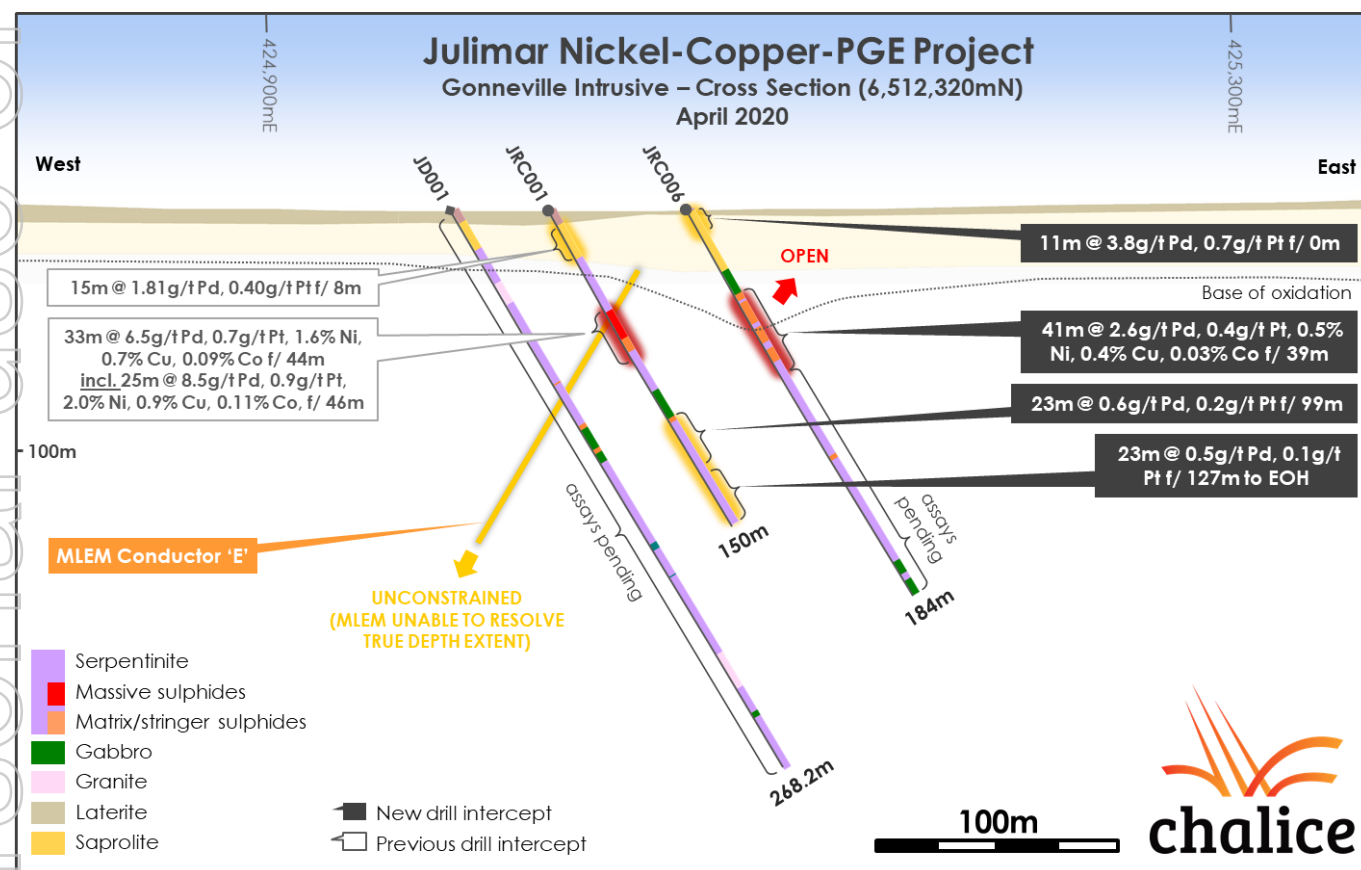 Julimar Nickel-Copper-PGE Project
Gonneville Intrusive – Cross Section (6,512,320mN)
April 2020
424,900mE
425,300mE
West
East
JD001
JRC001
JRC006
11m @ 3.8g/t Pd, 0.7g/t Pt f/ 0m
OPEN
15m @ 1.81g/t Pd, 0.40g/t Pt f/ 8m
Base of oxidation
33m @ 6.5g/t Pd, 0.7g/t Pt, 1.6% Ni,
0.7% Cu, 0.09% Co f/ 44m
incl. 25m @ 8.5g/t Pd, 0.9g/t Pt,
2.0% Ni, 0.9% Cu, 0.11% Co, f/ 46m
41m @ 2.6g/t Pd, 0.4g/t Pt, 0.5%
Ni, 0.4% Cu, 0.03% Co f/ 39m
23m @ 0.6g/t Pd, 0.2g/t Pt f/ 99m
23m @ 0.5g/t Pd, 0.1g/t
Pt f/ 127m to EOH
100m
assays pending
assays
pending
150m
184m
268.2m
MLEM Conductor ‘E’
UNCONSTRAINED
(MLEM UNABLE TO RESOLVE
TRUE DEPTH EXTENT)
Serpentinite
Massive sulphides
Matrix/stringer sulphides
Gabbro
Granite
Laterite
Saprolite
New drill intercept
Previous drill intercept
100m
chalice